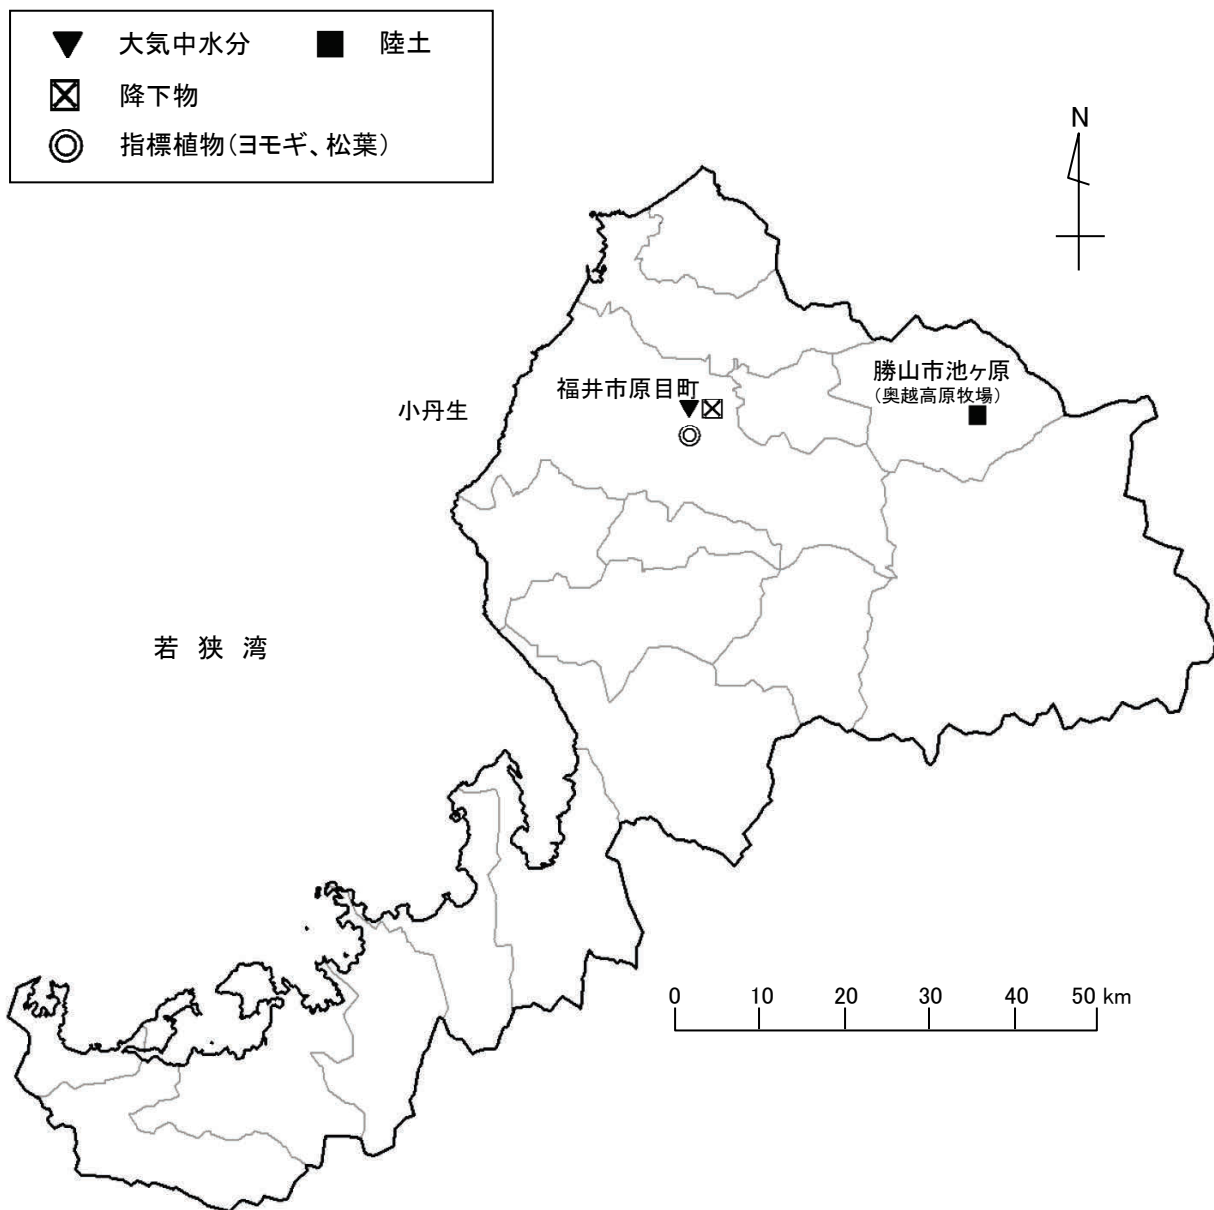 大気中水分 陸土
降下物
指標植物(ヨモギ、松葉)
N
勝山市池ヶ原
(奥越高原牧場)
福井市原目町
小丹生
若狭湾
0 10 20 30 40 50 km